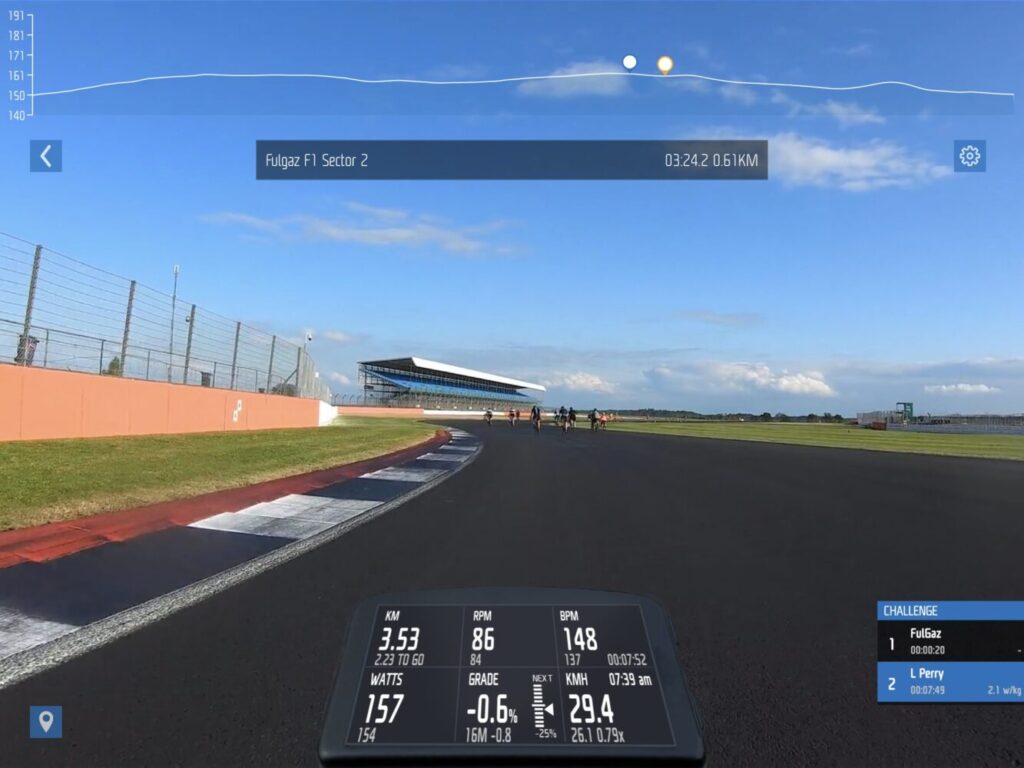 191
181
171
161
150
140
Fulgaz F1 Sector 2 03:24.2 0.61KM
KM RPM BPM
3.53 86 148
2.23 TO GO 84 137 00:07:52
WATTS GRADE NEXT KMH 07:39 am
157 -0.6% 29.4
154 16M -0.8 -25% 26.1 0.79x
CHALLENGE
1 FulGaz
00:00:20 -
2 L Perry
00:07:49 2.1 w/kg